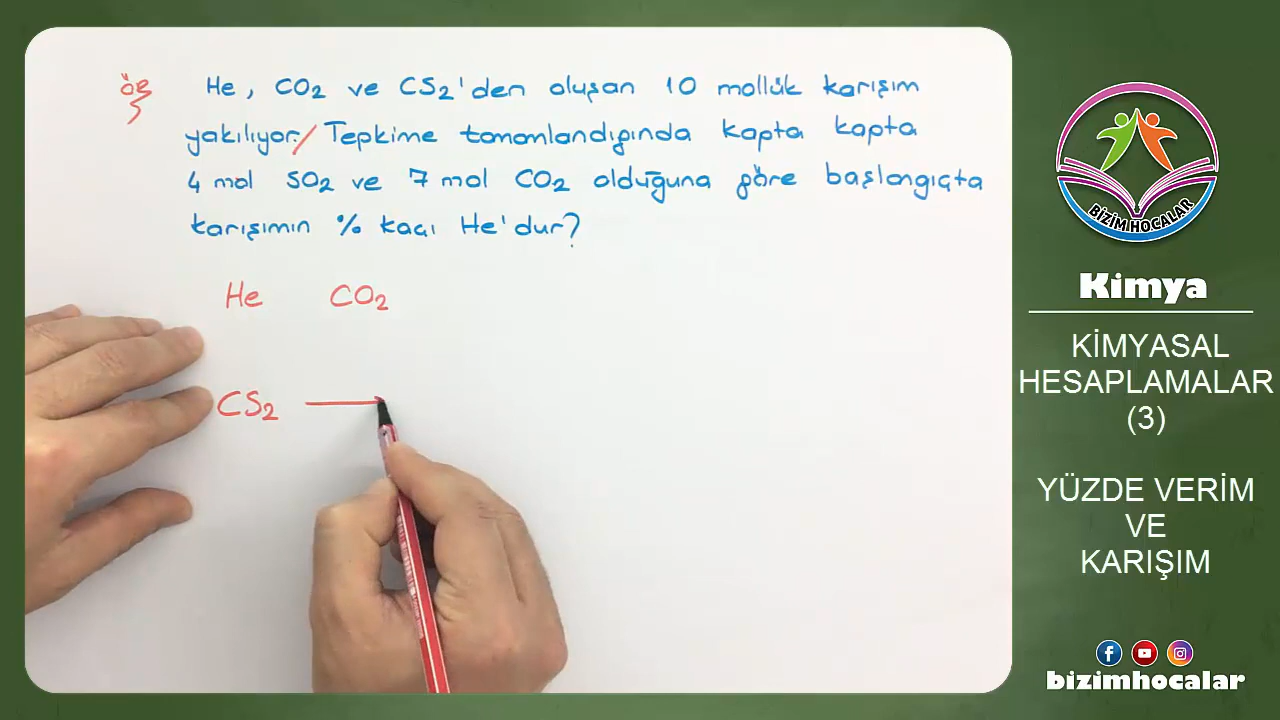 ör
He, CO2 ve CS2'den oluşan 10 mollük karışım
yakılıyor. / Tepkime tamamlandığında kapta kapta
4 mol SO2 ve 7 mol CO2 olduğuna göre başlangıçta
karışımın % kaçı He'dur?
He CO2
CS2
BİZİM HOCALAR
Kimya
KİMYASAL
HESAPLAMALAR
(3)
YÜZDE VERİM
VE
KARIŞIM
bizimhocalar